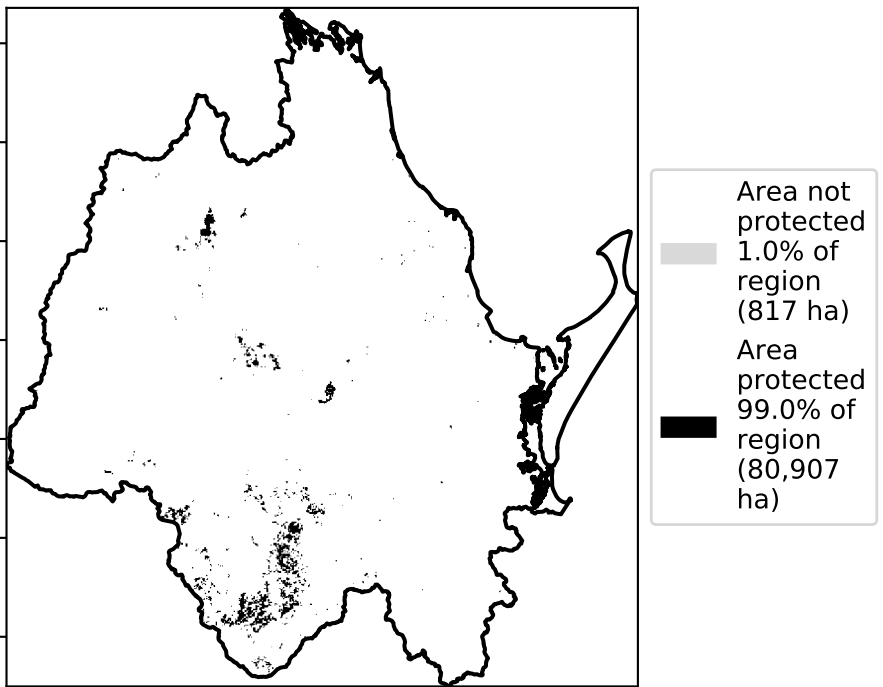 Area not
protected
1.0% of
region
(817 ha)
Area
protected
99.0% of
region
(80,907
ha)